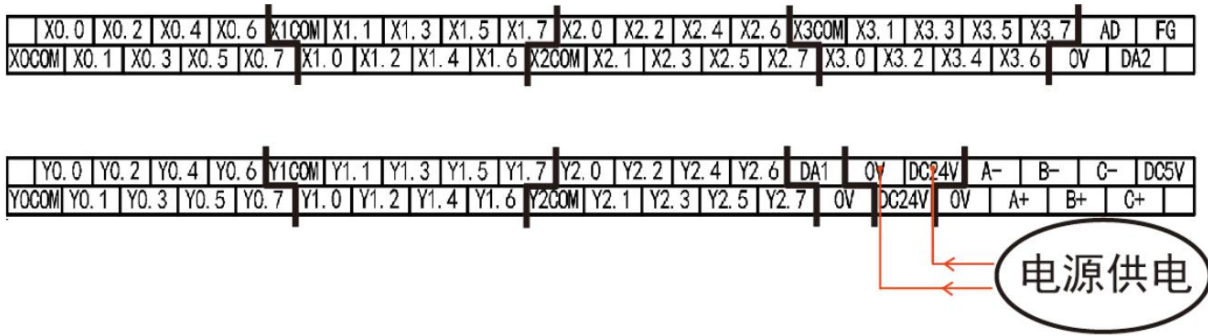 X0.0 X0.2 X0.4 X0.6 X1COM X1.1 X1.3 X1.5 X1.7 X2.0 X2.2 X2.4 X2.6 X3COM X3.1 X3.3 X3.5 X3.7 AD FG
X0COM X0.1 X0.3 X0.5 X0.7 X1.0 X1.2 X1.4 X1.6 X2COM X2.1 X2.3 X2.5 X2.7 X3.0 X3.2 X3.4 X3.6 0V DA2
Y0.0 Y0.2 Y0.4 Y0.6 Y1COM Y1.1 Y1.3 Y1.5 Y1.7 Y2.0 Y2.2 Y2.4 Y2.6 DA1 0V DC24V A- B- C- DC5V
Y0COM Y0.1 Y0.3 Y0.5 Y0.7 Y1.0 Y1.2 Y1.4 Y1.6 Y2COM Y2.1 Y2.3 Y2.5 Y2.7 0V DC24V 0V A+ B+ C+
电源供电